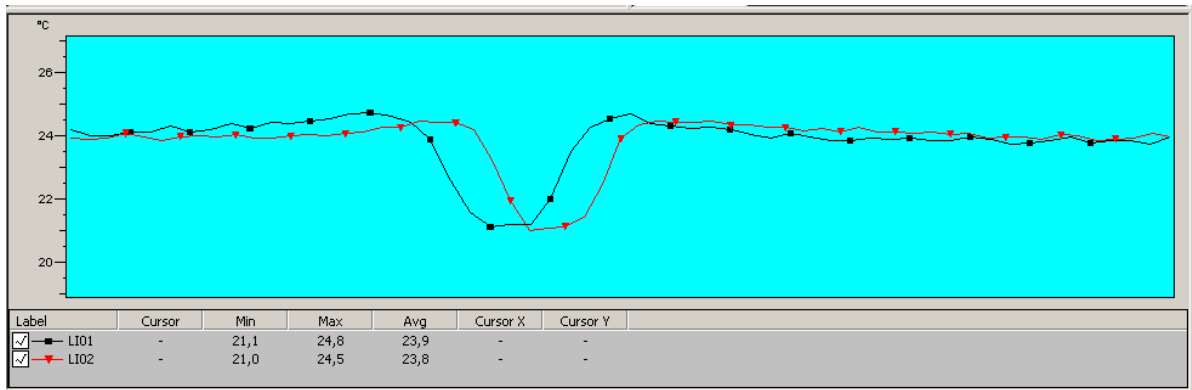 °C
26
24
22
20
Label Cursor Min Max Avg Cursor X Cursor Y
LI01 - 21,1 24,8 23,9 - -
LI02 - 21,0 24,5 23,8 - -